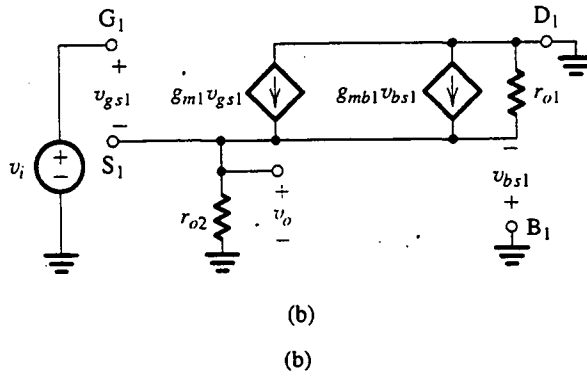 G1
D1
+
vgs1
−
gm1vgs1
gmb1vbs1
ro1
S1
+
−
vi
−
vbs1
+
ro2
+
vo
−
B1
(b)
(b)